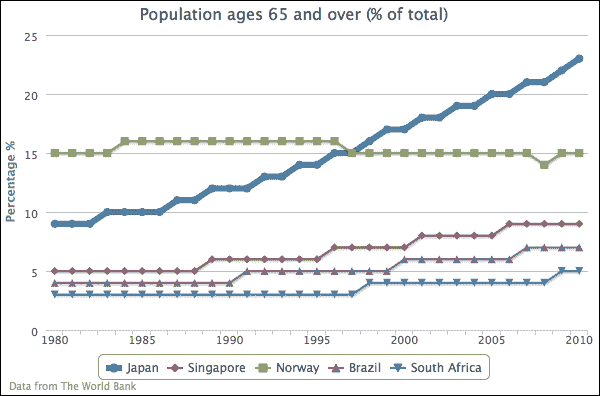 Population ages 65 and over (% of total)
Percentage %
25
20
15
10
5
0
1980 1985 1990 1995 2000 2005 2010
Japan Singapore Norway Brazil South Africa
Data from The World Bank